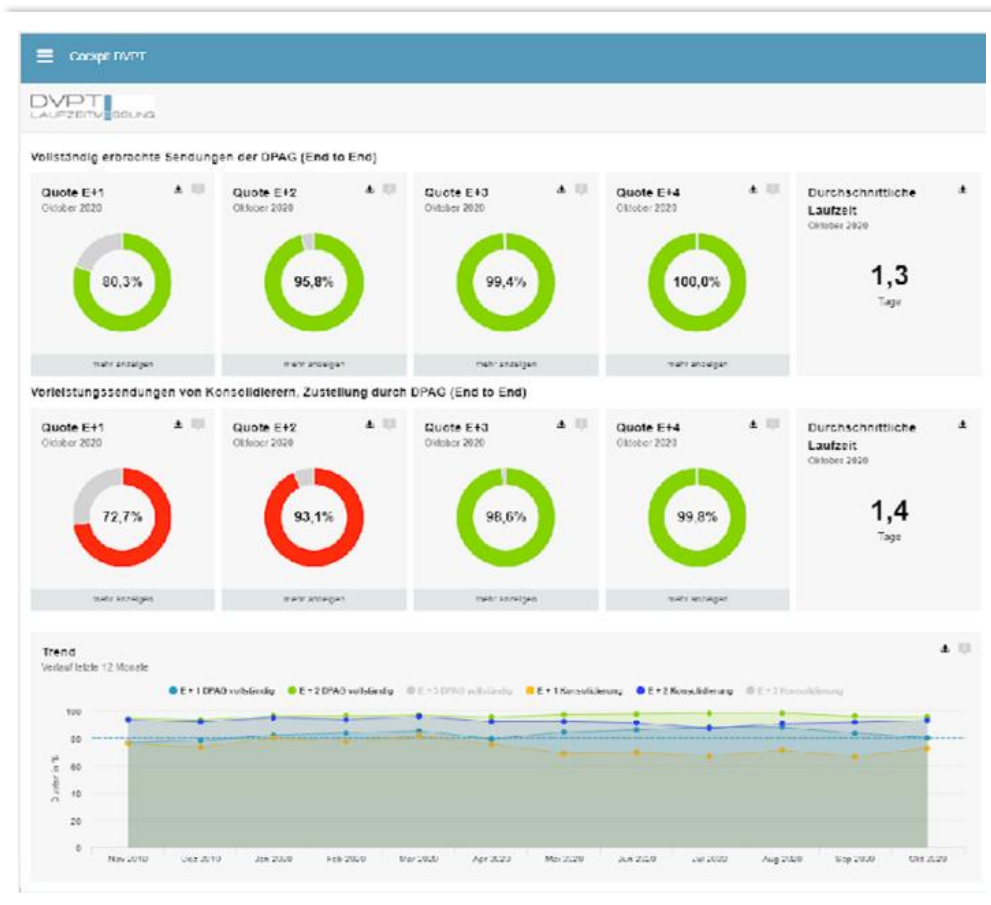 Cockpit DVPT
DVPT
LAUFZEITMESSUNG
Vollständig erbrachte Sendungen der DPAG (End to End)
Quote E+1
Oktober 2020
80,3%
mehr anzeigen
Quote E+2
Oktober 2020
95,8%
mehr anzeigen
Quote E+3
Oktober 2020
99,4%
mehr anzeigen
Quote E+4
Oktober 2020
100,0%
mehr anzeigen
Durchschnittliche
Laufzeit
Oktober 2020
1,3
Tage
Vorleistungssendungen von Konsolidierern, Zustellung durch DPAG (End to End)
Quote E+1
Oktober 2020
72,7%
mehr anzeigen
Quote E+2
Oktober 2020
93,1%
mehr anzeigen
Quote E+3
Oktober 2020
98,6%
mehr anzeigen
Quote E+4
Oktober 2020
99,8%
mehr anzeigen
Durchschnittliche
Laufzeit
Oktober 2020
1,4
Tage
Trend
Verlauf letzte 12 Monate
E + 1 DPAG vollständig E + 2 DPAG vollständig E + 3 DPAG vollständig E + 1 Konsolidierung E + 2 Konsolidierung E + 3 Konsolidierung
100
80
60
40
20
0
Quoten in %
Nov 2019 Dez 2019 Jan 2020 Feb 2020 Mar 2020 Apr 2020 Mai 2020 Jun 2020 Jul 2020 Aug 2020 Sep 2020 Okt 2020